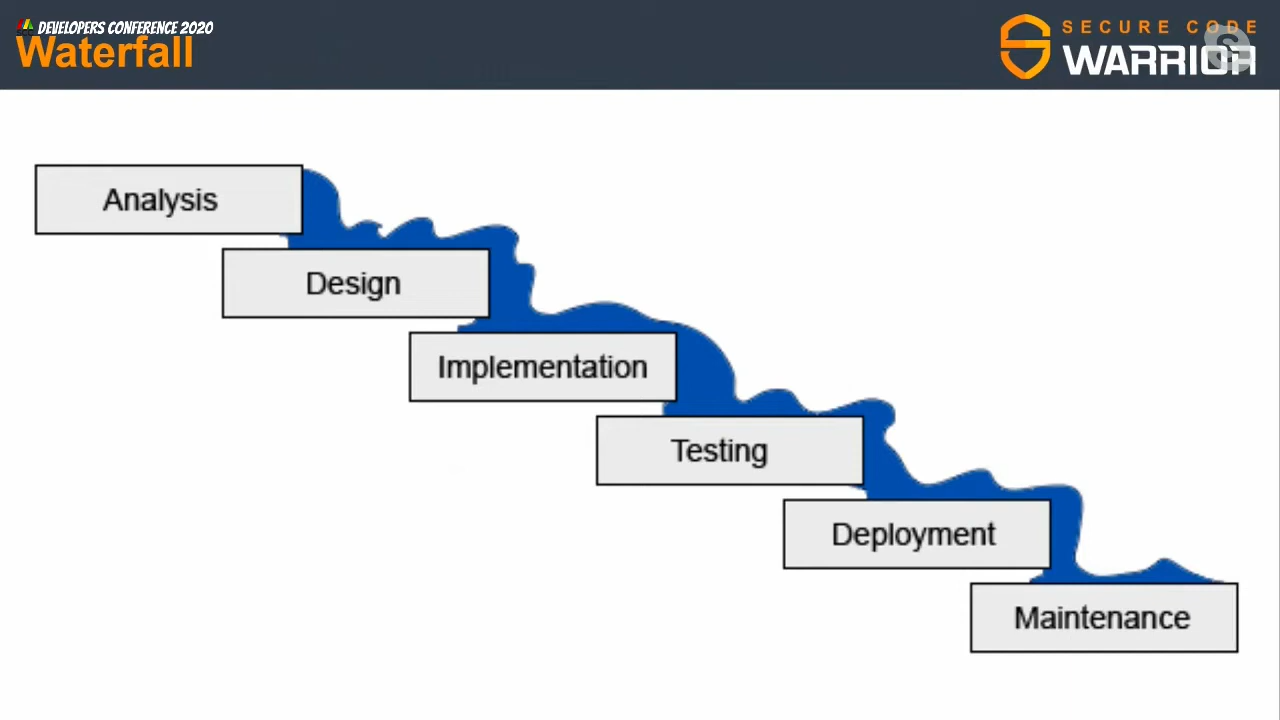 DEVELOPERS CONFERENCE 2020
Waterfall
SECURE CODE
WARRIOR
Analysis
Design
Implementation
Testing
Deployment
Maintenance